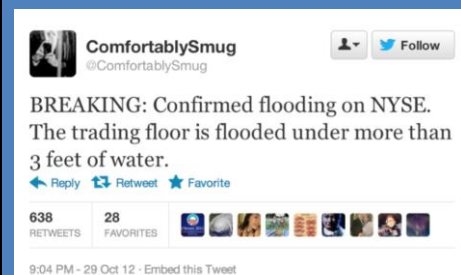 ComfortablySmug
Follow
@ComfortablySmug
BREAKING: Confirmed flooding on NYSE.
The trading floor is flooded under more than
3 feet of water.
Reply Retweet Favorite
638 28
RETWEETS FAVORITES
9:04 PM - 29 Oct 12 · Embed this Tweet